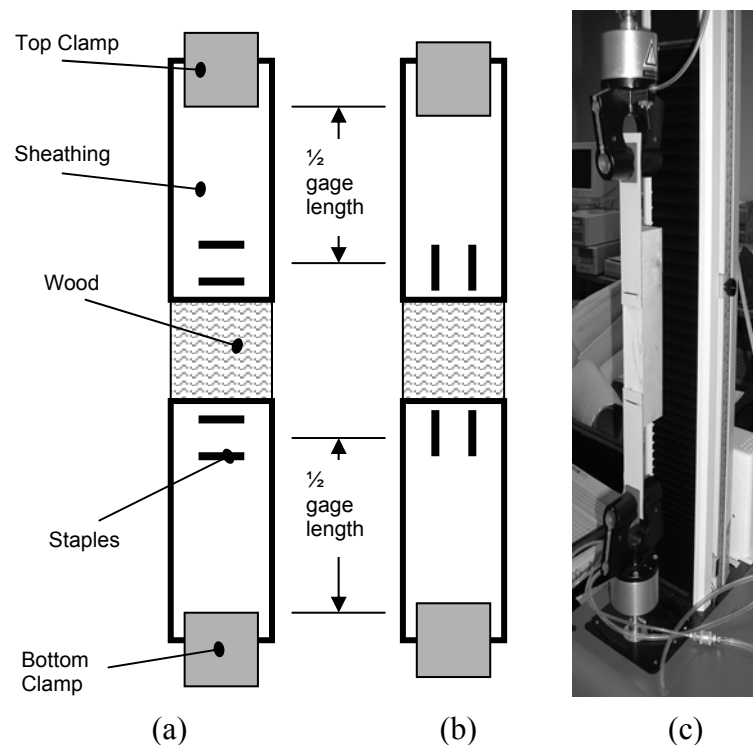 Top Clamp
Sheathing
½
gage
length
Wood
½
gage
length
Staples
Bottom
Clamp
(a)
(b)
(c)